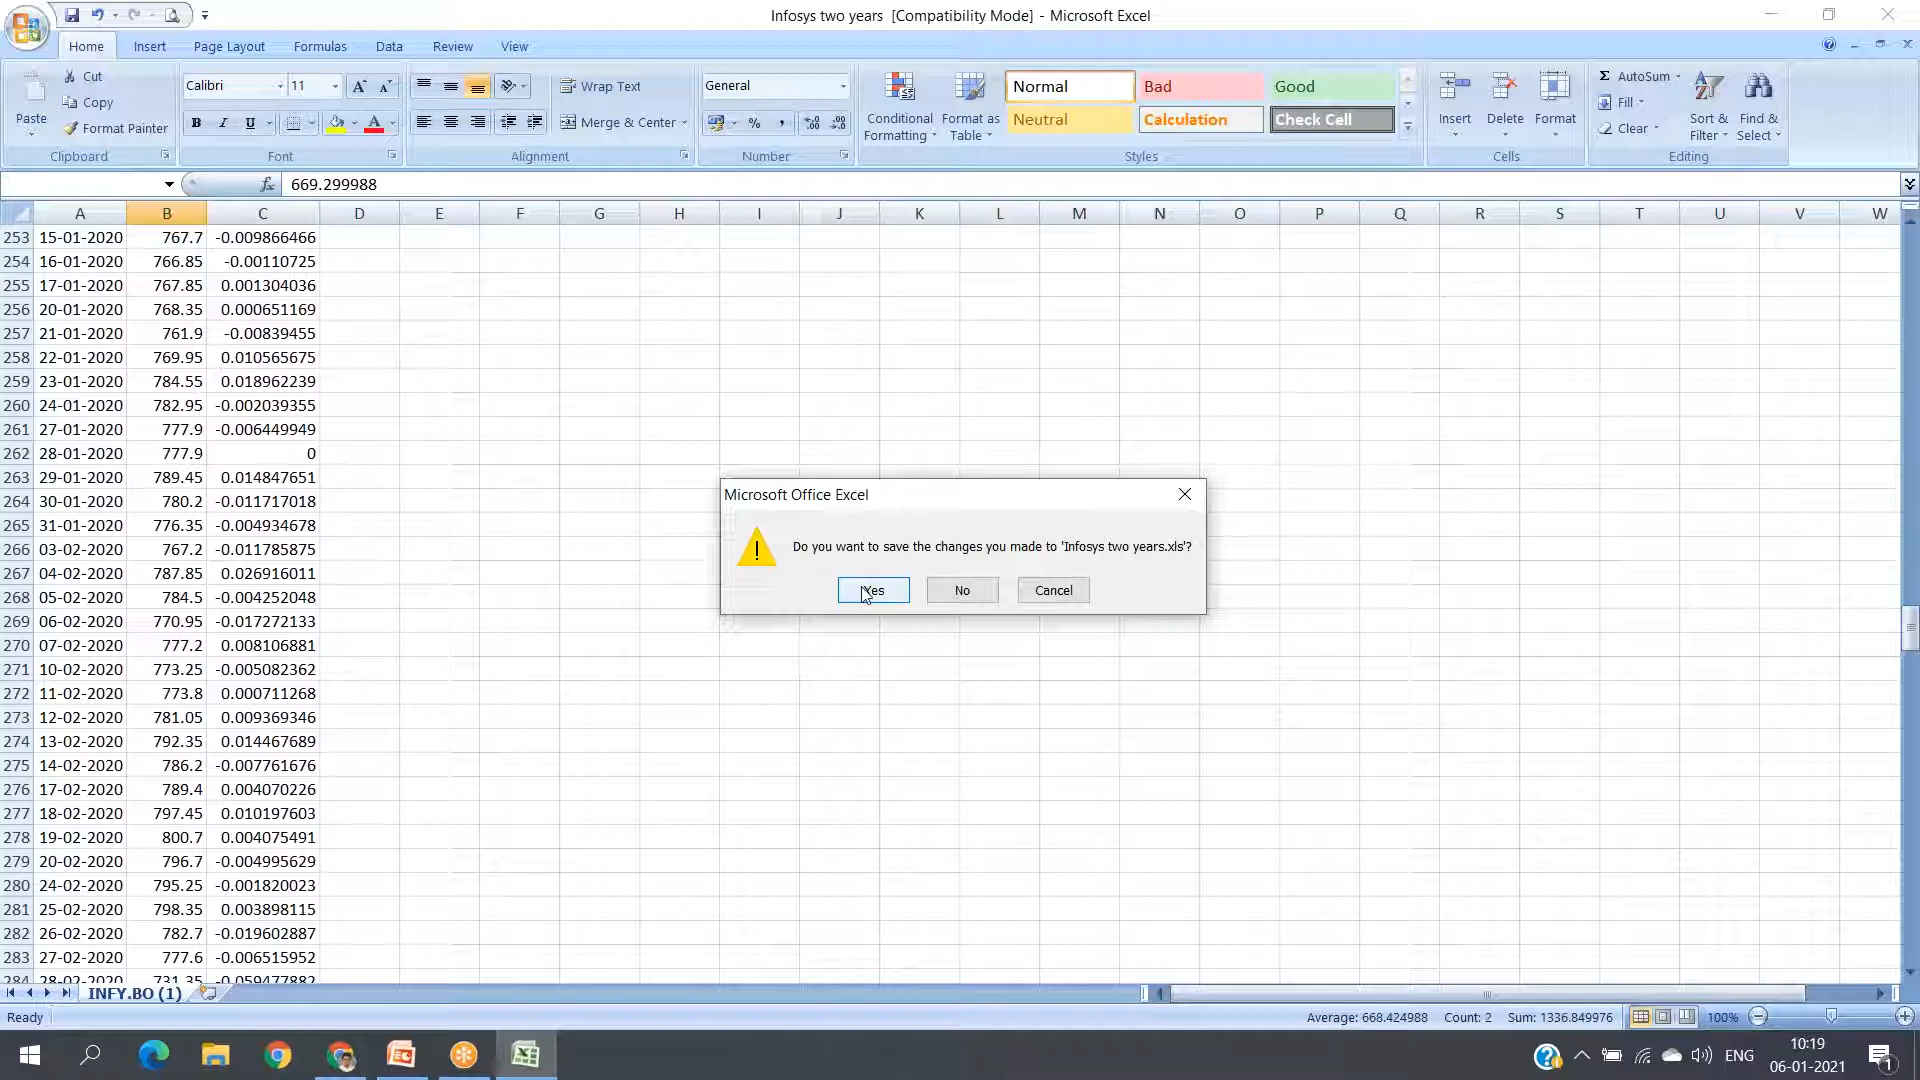 Infosys two years [Compatibility Mode] - Microsoft Excel
Home Insert Page Layout Formulas Data Review View
Paste Cut Copy Format Painter Clipboard
Calibri 11 B I U Font
Wrap Text Merge & Center Alignment
General % , Number
Conditional Formatting Format as Table Normal Bad Good Neutral Calculation Check Cell Styles
Insert Delete Format Cells
Σ AutoSum Fill Clear Sort & Filter Find & Select Editing
fx 669.299988
A B C D E F G H I J K L M N O P Q R S T U V W
253 15-01-2020 767.7 -0.009866466
254 16-01-2020 766.85 -0.00110725
255 17-01-2020 767.85 0.001304036
256 20-01-2020 768.35 0.000651169
257 21-01-2020 761.9 -0.00839455
258 22-01-2020 769.95 0.010565675
259 23-01-2020 784.55 0.018962239
260 24-01-2020 782.95 -0.002039355
261 27-01-2020 777.9 -0.006449949
262 28-01-2020 777.9 0
263 29-01-2020 789.45 0.014847651
264 30-01-2020 780.2 -0.011717018
265 31-01-2020 776.35 -0.004934678
266 03-02-2020 767.2 -0.011785875
267 04-02-2020 787.85 0.026916011
268 05-02-2020 784.5 -0.004252048
269 06-02-2020 770.95 -0.017272133
270 07-02-2020 777.2 0.008106881
271 10-02-2020 773.25 -0.005082362
272 11-02-2020 773.8 0.000711268
273 12-02-2020 781.05 0.009369346
274 13-02-2020 792.35 0.014467689
275 14-02-2020 786.2 -0.007761676
276 17-02-2020 789.4 0.004070226
277 18-02-2020 797.45 0.010197603
278 19-02-2020 800.7 0.004075491
279 20-02-2020 796.7 -0.004995629
280 24-02-2020 795.25 -0.001820023
281 25-02-2020 798.35 0.003898115
282 26-02-2020 782.7 -0.019602887
283 27-02-2020 777.6 -0.006515952
284 28-02-2020 731.35 -0.059477882
Microsoft Office Excel
Do you want to save the changes you made to 'Infosys two years.xls'?
Yes No Cancel
INFY.BO (1)
Ready Average: 668.424988 Count: 2 Sum: 1336.849976 100%
ENG 10:19
06-01-2021
1